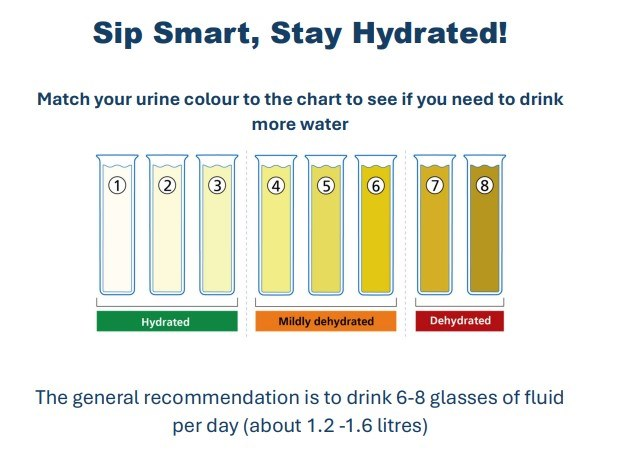 Sip Smart, Stay Hydrated!
Match your urine colour to the chart to see if you need to drink
more water
1 2 3 4 5 6 7 8
Hydrated Mildly dehydrated Dehydrated
The general recommendation is to drink 6-8 glasses of fluid
per day (about 1.2 -1.6 litres)